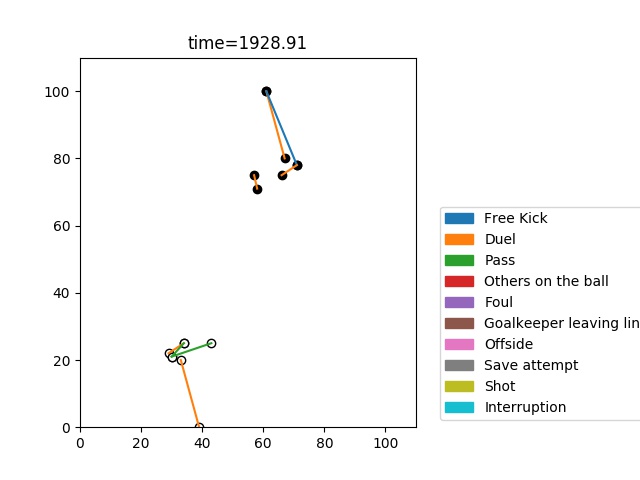 time=1928.91
100
80
60
40
20
0
0 20 40 60 80 100
Free Kick
Duel
Pass
Others on the ball
Foul
Goalkeeper leaving lin
Offside
Save attempt
Shot
Interruption